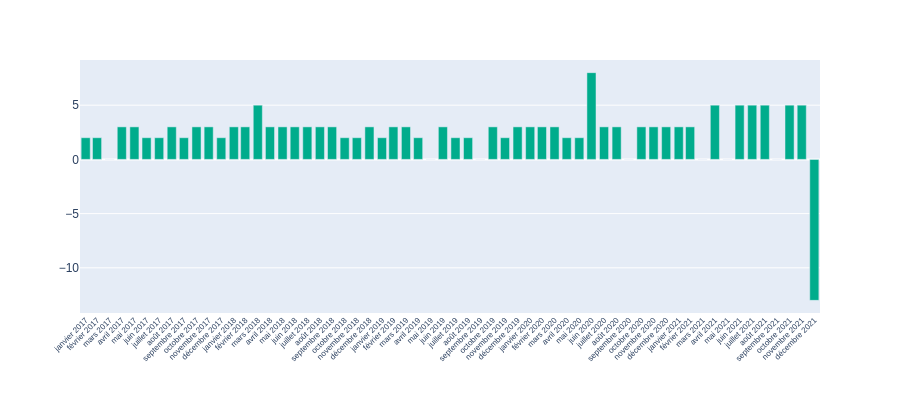 5
0
−5
−10
janvier 2017
février 2017
mars 2017
avril 2017
mai 2017
juin 2017
juillet 2017
août 2017
septembre 2017
octobre 2017
novembre 2017
décembre 2017
janvier 2018
février 2018
mars 2018
avril 2018
mai 2018
juin 2018
juillet 2018
août 2018
septembre 2018
octobre 2018
novembre 2018
décembre 2018
janvier 2019
février 2019
mars 2019
avril 2019
mai 2019
juin 2019
juillet 2019
août 2019
septembre 2019
octobre 2019
novembre 2019
décembre 2019
janvier 2020
février 2020
mars 2020
avril 2020
mai 2020
juin 2020
juillet 2020
août 2020
septembre 2020
octobre 2020
novembre 2020
décembre 2020
janvier 2021
février 2021
mars 2021
avril 2021
mai 2021
juin 2021
juillet 2021
août 2021
septembre 2021
octobre 2021
novembre 2021
décembre 2021